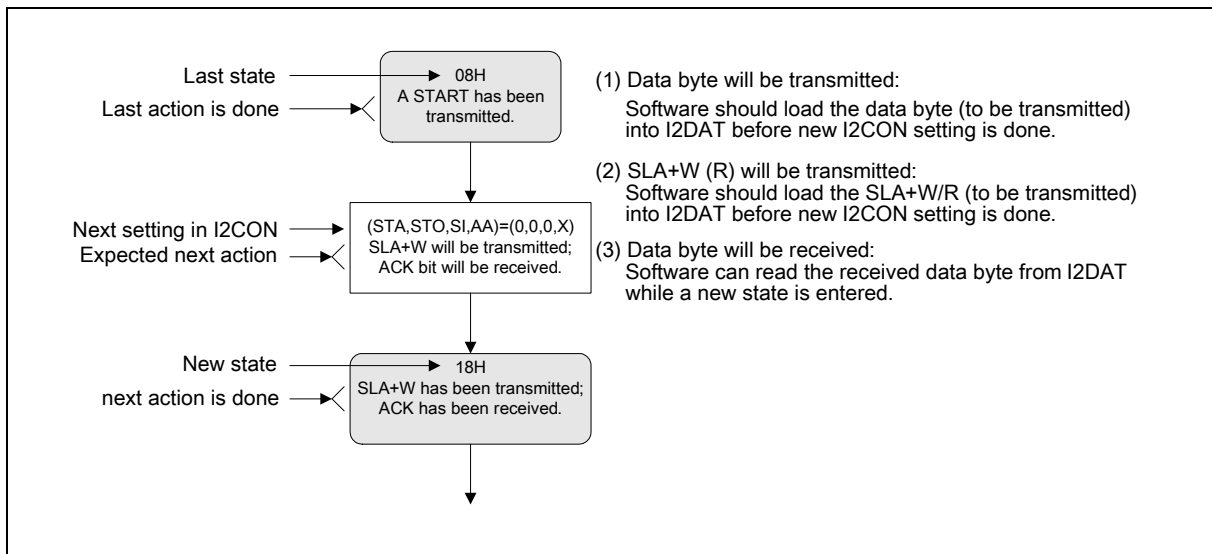 Last state
Last action is done
08H
A START has been
transmitted.
Next setting in I2CON
Expected next action
(STA,STO,SI,AA)=(0,0,0,X)
SLA+W will be transmitted;
ACK bit will be received.
New state
next action is done
18H
SLA+W has been transmitted;
ACK has been received.
(1) Data byte will be transmitted:
Software should load the data byte (to be transmitted)
into I2DAT before new I2CON setting is done.
(2) SLA+W (R) will be transmitted:
Software should load the SLA+W/R (to be transmitted)
into I2DAT before new I2CON setting is done.
(3) Data byte will be received:
Software can read the received data byte from I2DAT
while a new state is entered.